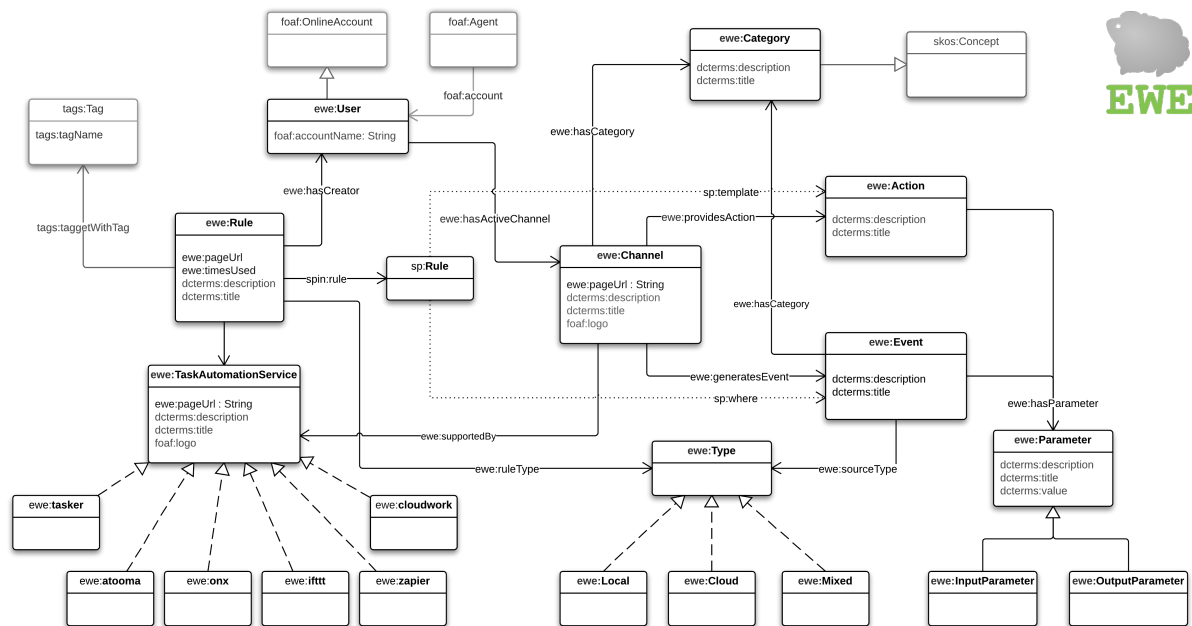 foaf:OnlineAccount
foaf:Agent
ewe:Category
dcterms:description
dcterms:title
skos:Concept
EWE
foaf:account
tags:Tag
tags:tagName
ewe:User
foaf:accountName: String
ewe:hasCategory
ewe:hasCreator
sp:template
ewe:Action
dcterms:description
dcterms:title
ewe:hasActiveChannel
ewe:providesAction
tags:taggetWithTag
ewe:Rule
ewe:pageUrl
ewe:timesUsed
dcterms:description
dcterms:title
spin:rule
sp:Rule
ewe:Channel
ewe:pageUrl : String
dcterms:description
dcterms:title
foaf:logo
ewe:hasCategory
ewe:Event
dcterms:description
dcterms:title
ewe:generatesEvent
sp:where
ewe:hasParameter
ewe:TaskAutomationService
ewe:pageUrl : String
dcterms:description
dcterms:title
foaf:logo
ewe:supportedBy
ewe:ruleType
ewe:Type
ewe:sourceType
ewe:Parameter
dcterms:description
dcterms:title
dcterms:value
ewe:tasker
ewe:cloudwork
ewe:atooma
ewe:onx
ewe:ifttt
ewe:zapier
ewe:Local
ewe:Cloud
ewe:Mixed
ewe:InputParameter
ewe:OutputParameter